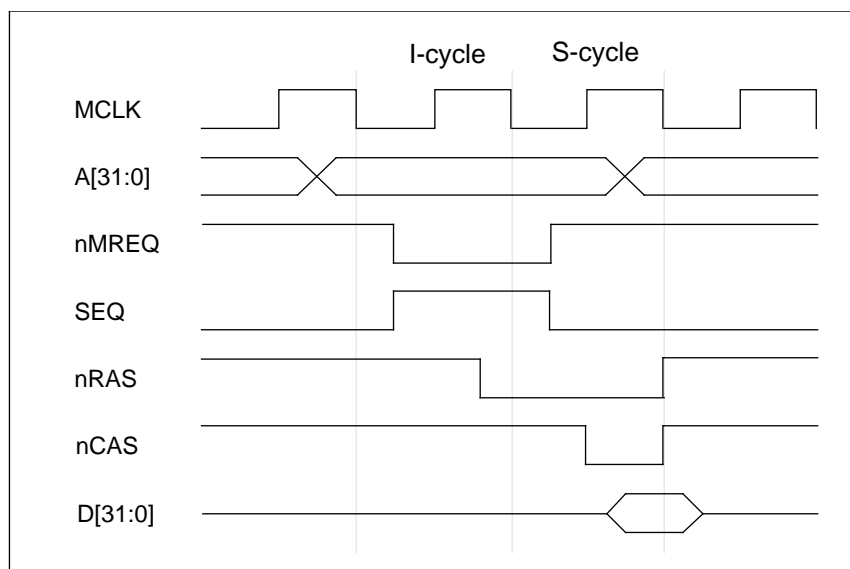 I-cycle S-cycle
MCLK
A[31:0]
nMREQ
SEQ
nRAS
nCAS
D[31:0]